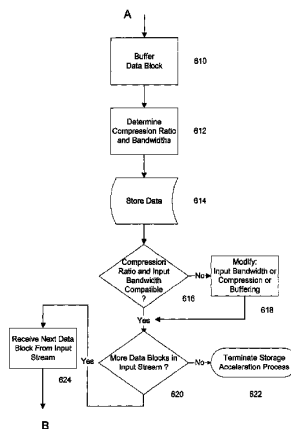 A
Buffer
Data Block
610
Determine
Compression Ratio
and Bandwidths
612
Store Data
614
Compression
Ratio and Input
Bandwidth
Compatible
?
616
No
Modify:
Input Bandwidth or
Compression or
Buffering
618
Yes
Receive Next Data
Block From Input
Stream
624
Yes
More Data Blocks in
Input Stream ?
620
No
Terminate Storage
Acceleration Process
622
B